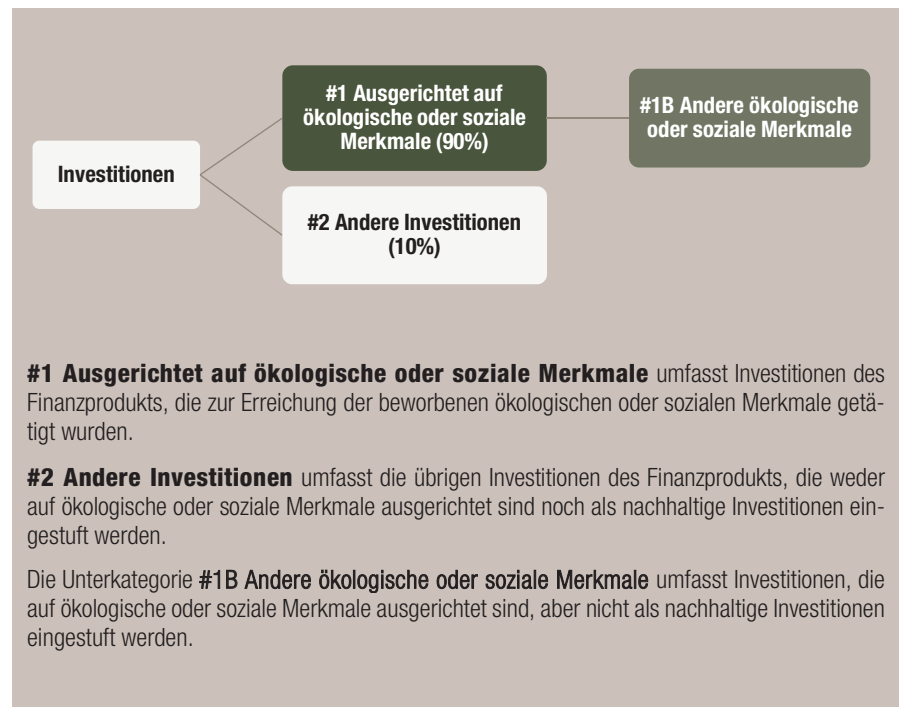 #1 Ausgerichtet auf
ökologische oder soziale
Merkmale (90%)
#1B Andere ökologische
oder soziale Merkmale
Investitionen
#2 Andere Investitionen
(10%)
#1 Ausgerichtet auf ökologische oder soziale Merkmale umfasst Investitionen des
Finanzprodukts, die zur Erreichung der beworbenen ökologischen oder sozialen Merkmale getä-
tigt wurden.
#2 Andere Investitionen umfasst die übrigen Investitionen des Finanzprodukts, die weder
auf ökologische oder soziale Merkmale ausgerichtet sind noch als nachhaltige Investitionen ein-
gestuft werden.
Die Unterkategorie #1B Andere ökologische oder soziale Merkmale umfasst Investitionen, die
auf ökologische oder soziale Merkmale ausgerichtet sind, aber nicht als nachhaltige Investitionen
eingestuft werden.